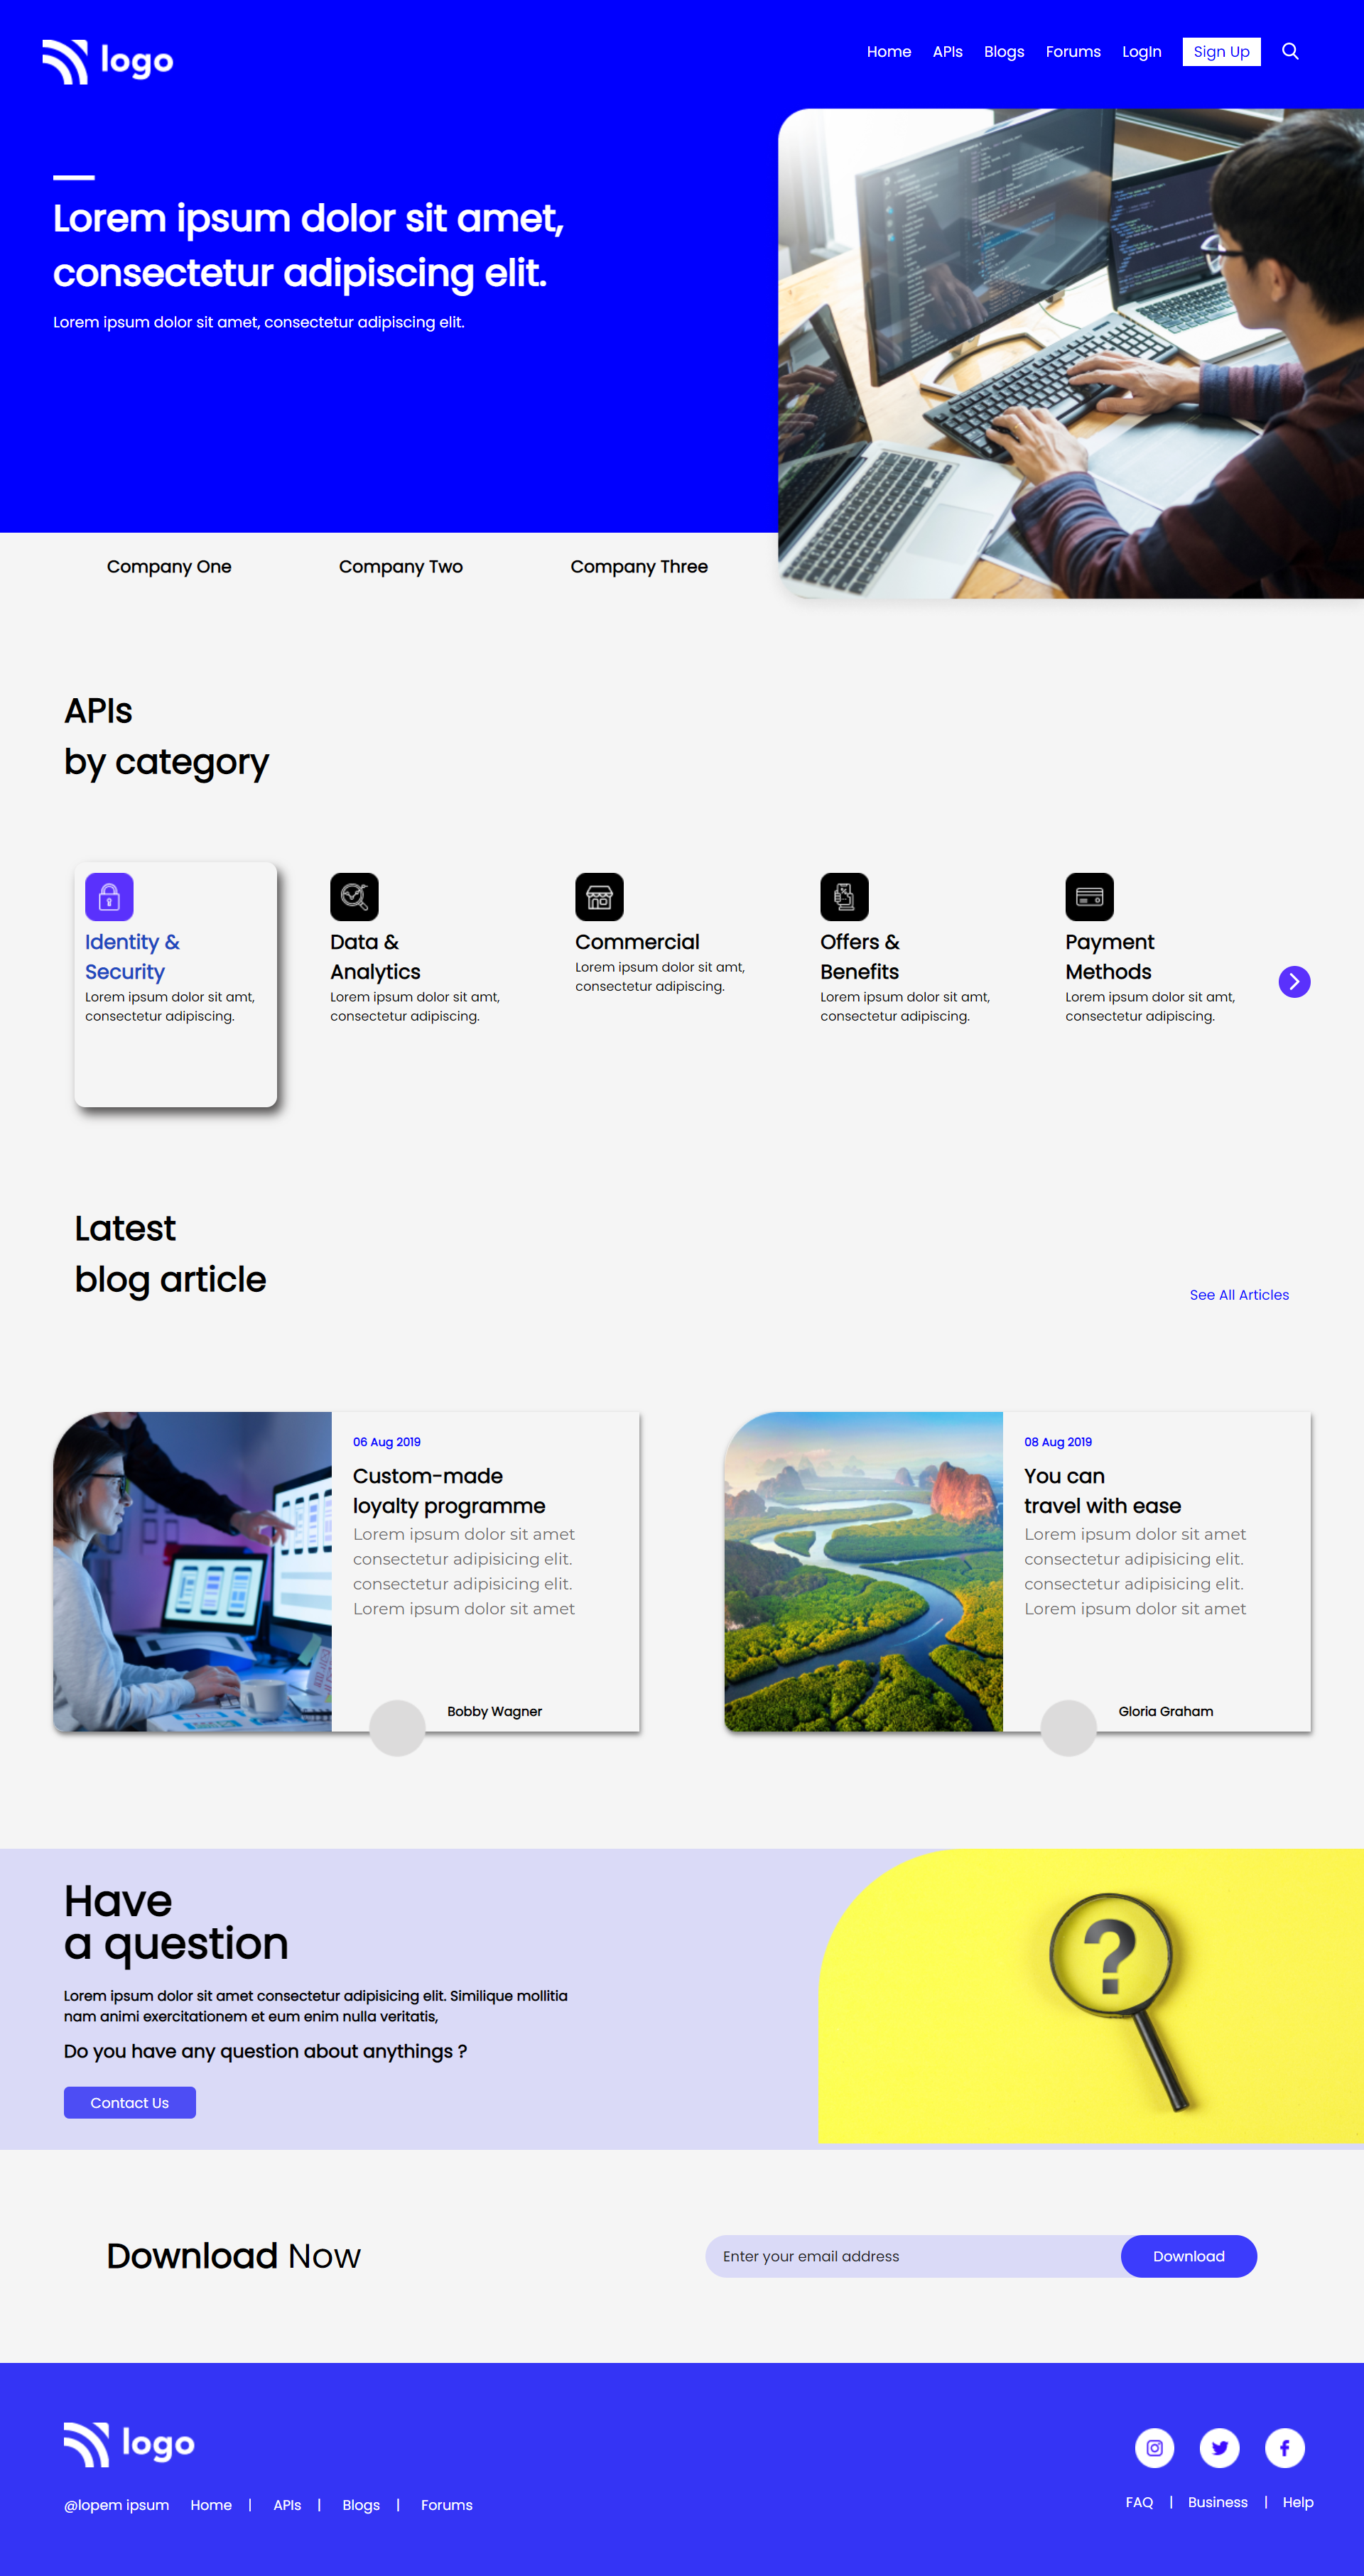 logo
Home APIs Blogs Forums LogIn Sign Up
Lorem ipsum dolor sit amet,
consectetur adipiscing elit.
Lorem ipsum dolor sit amet, consectetur adipiscing elit.
Company One Company Two Company Three
APIs
by category
Identity &
Security
Lorem ipsum dolor sit amt,
consectetur adipiscing.
Data &
Analytics
Lorem ipsum dolor sit amt,
consectetur adipiscing.
Commercial
Lorem ipsum dolor sit amt,
consectetur adipiscing.
Offers &
Benefits
Lorem ipsum dolor sit amt,
consectetur adipiscing.
Payment
Methods
Lorem ipsum dolor sit amt,
consectetur adipiscing.
Latest
blog article
See All Articles
06 Aug 2019
Custom-made
loyalty programme
Lorem ipsum dolor sit amet
consectetur adipisicing elit.
consectetur adipisicing elit.
Lorem ipsum dolor sit amet
Bobby Wagner
08 Aug 2019
You can
travel with ease
Lorem ipsum dolor sit amet
consectetur adipisicing elit.
consectetur adipisicing elit.
Lorem ipsum dolor sit amet
Gloria Graham
Have
a question
Lorem ipsum dolor sit amet consectetur adipisicing elit. Similique mollitia
nam animi exercitationem et eum enim nulla veritatis,
Do you have any question about anythings ?
Contact Us
?
Download Now
Enter your email address
Download
logo
@lopem ipsum Home | APIs | Blogs | Forums
FAQ | Business | Help